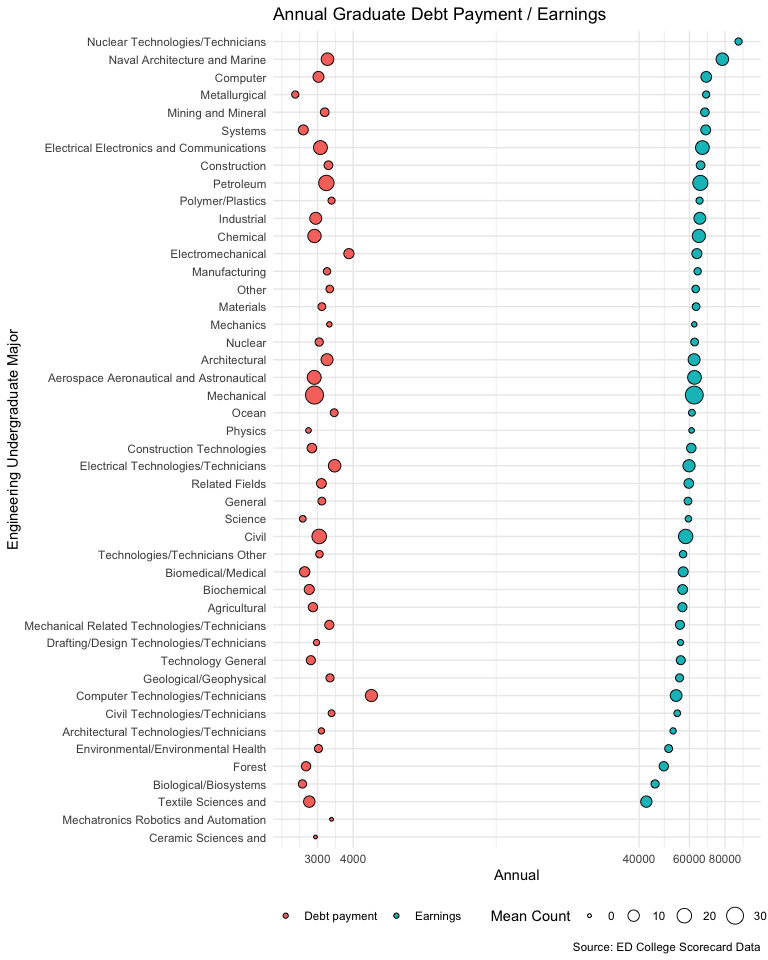 Annual Graduate Debt Payment / Earnings
Engineering Undergraduate Major
Nuclear Technologies/Technicians
Naval Architecture and Marine
Computer
Metallurgical
Mining and Mineral
Systems
Electrical Electronics and Communications
Construction
Petroleum
Polymer/Plastics
Industrial
Chemical
Electromechanical
Manufacturing
Other
Materials
Mechanics
Nuclear
Architectural
Aerospace Aeronautical and Astronautical
Mechanical
Ocean
Physics
Construction Technologies
Electrical Technologies/Technicians
Related Fields
General
Science
Civil
Technologies/Technicians Other
Biomedical/Medical
Biochemical
Agricultural
Mechanical Related Technologies/Technicians
Drafting/Design Technologies/Technicians
Technology General
Geological/Geophysical
Computer Technologies/Technicians
Civil Technologies/Technicians
Architectural Technologies/Technicians
Environmental/Environmental Health
Forest
Biological/Biosystems
Textile Sciences and
Mechatronics Robotics and Automation
Ceramic Sciences and
3000 4000 40000 60000 80000
Annual
Debt payment Earnings Mean Count 0 10 20 30
Source: ED College Scorecard Data